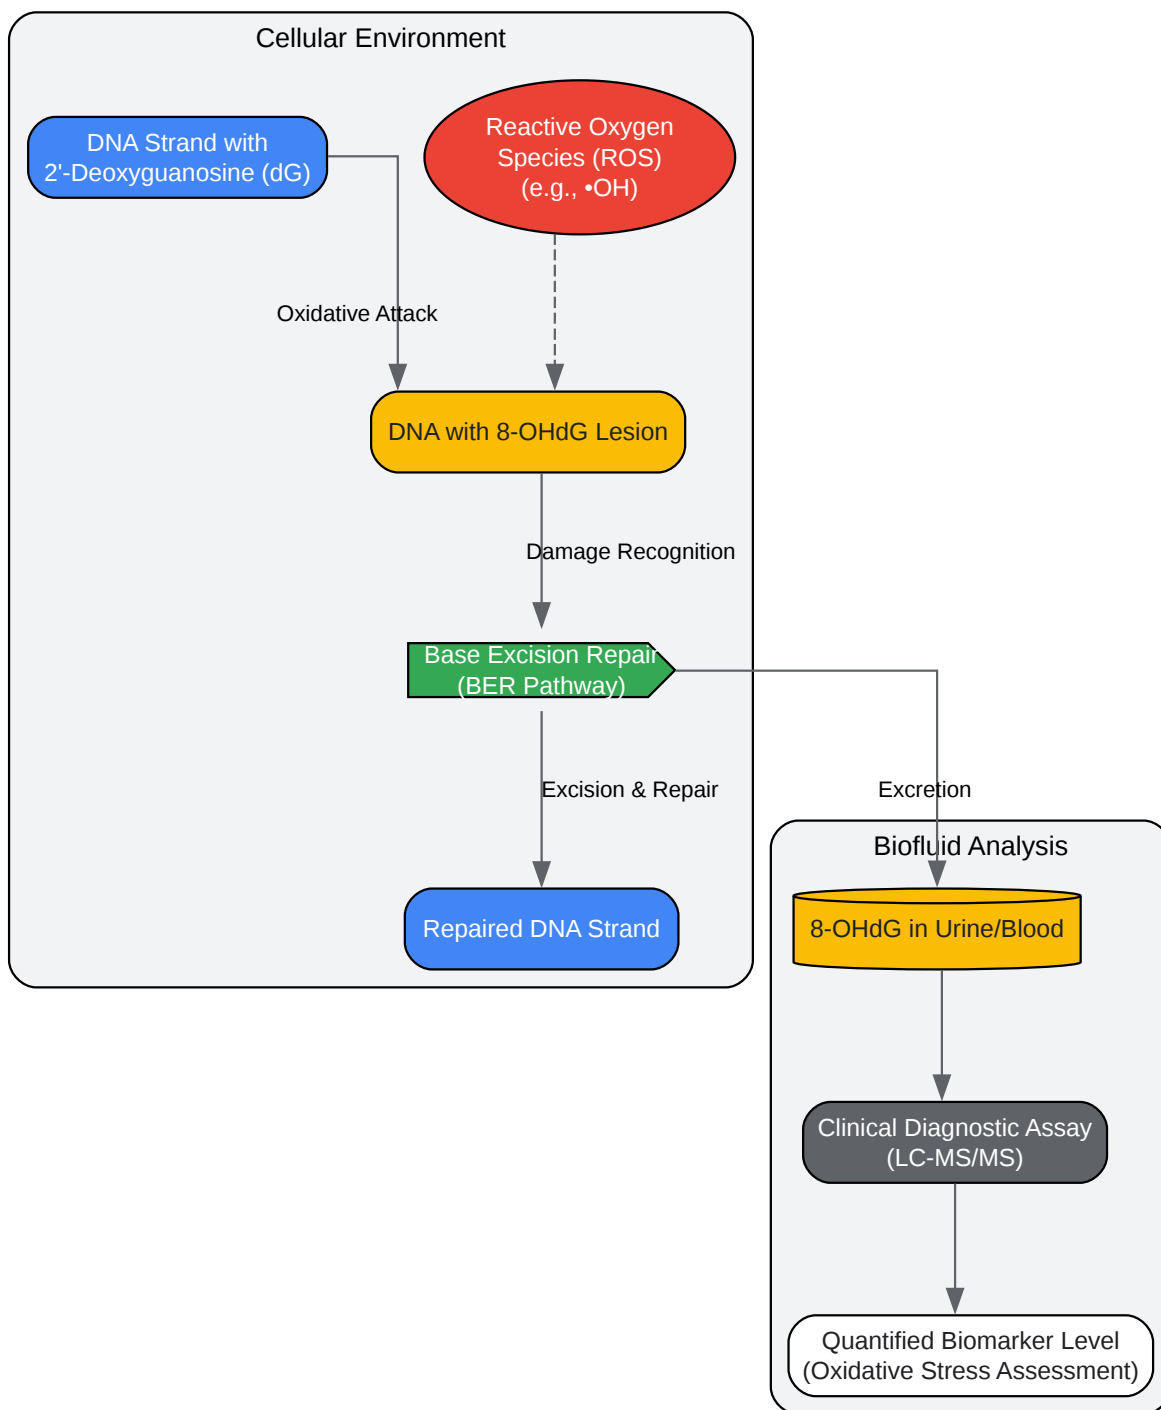 Cellular Environment
DNA Strand with
2'-Deoxyguanosine (dG)
Reactive Oxygen
Species (ROS)
(e.g., •OH)
Oxidative Attack
DNA with 8-OHdG Lesion
Damage Recognition
Base Excision Repair
(BER Pathway)
Excision & Repair
Excretion
Repaired DNA Strand
Biofluid Analysis
8-OHdG in Urine/Blood
Clinical Diagnostic Assay
(LC-MS/MS)
Quantified Biomarker Level
(Oxidative Stress Assessment)